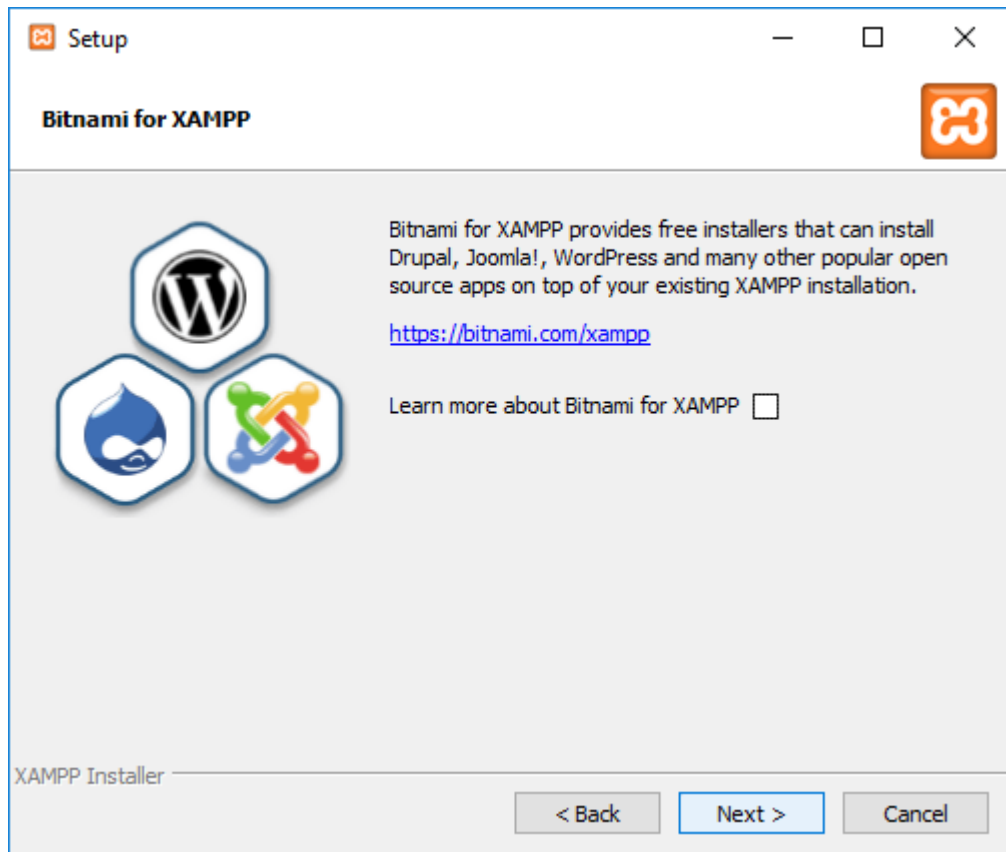 Setup
Bitnami for XAMPP
Bitnami for XAMPP provides free installers that can install
Drupal, Joomla!, WordPress and many other popular open
source apps on top of your existing XAMPP installation.
https://bitnami.com/xampp
Learn more about Bitnami for XAMPP
XAMPP Installer
< Back
Next >
Cancel